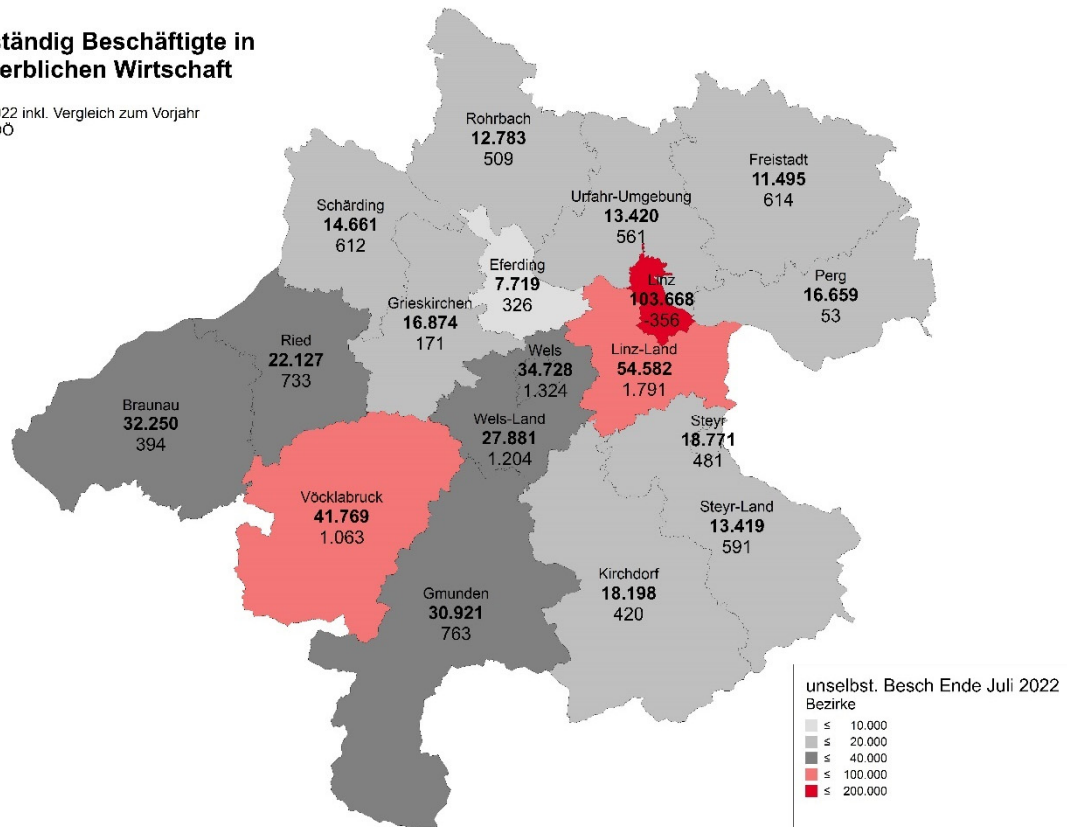 ständig Beschäftigte in
erblichen Wirtschaft
022 inkl. Vergleich zum Vorjahr
Rohrbach
12.783
509
Freistadt
11.495
614
Schärding
14.661
612
Urfahr-Umgebung
13.420
561
Eferding
7.719
326
Linz
103.668
-356
Perg
16.659
53
Grieskirchen
16.874
171
Ried
22.127
733
Wels
34.728
1.324
Linz-Land
54.582
1.791
Braunau
32.250
394
Wels-Land
27.881
1.204
Steyr
18.771
481
Vöcklabruck
41.769
1.063
Steyr-Land
13.419
591
Gmunden
30.921
763
Kirchdorf
18.198
420
unselbst. Besch Ende Juli 2022
Bezirke
≤ 10.000
≤ 20.000
≤ 40.000
≤ 100.000
≤ 200.000